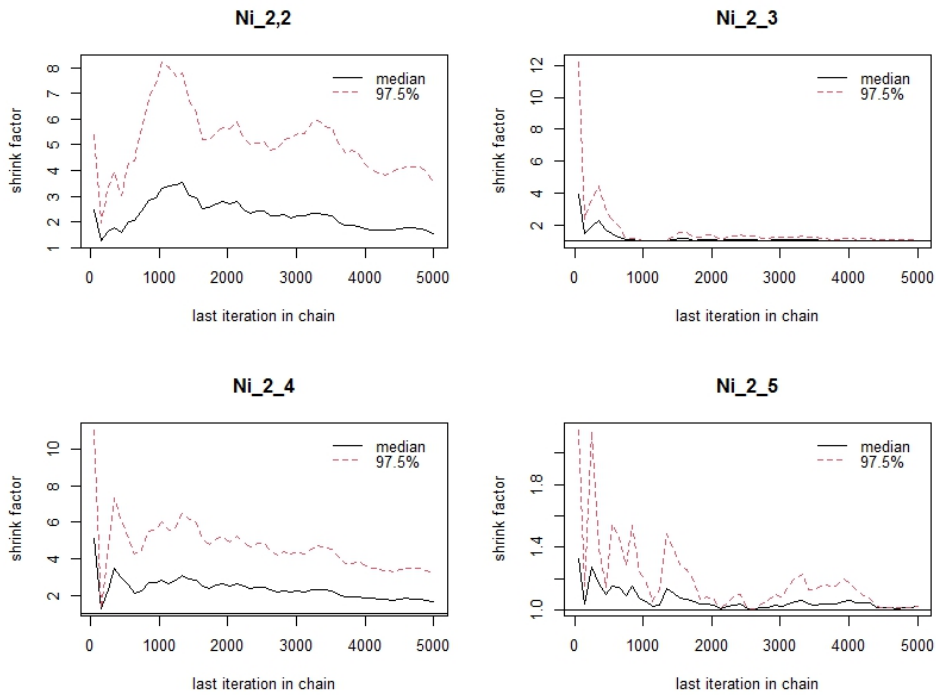 Ni_2,2
shrink factor
1 2 3 4 5 6 7 8
median
97.5%
0 1000 2000 3000 4000 5000
last iteration in chain
Ni_2_3
shrink factor
2 4 6 8 10 12
median
97.5%
0 1000 2000 3000 4000 5000
last iteration in chain
Ni_2_4
shrink factor
2 4 6 8 10
median
97.5%
0 1000 2000 3000 4000 5000
last iteration in chain
Ni_2_5
shrink factor
1.0 1.4 1.8
median
97.5%
0 1000 2000 3000 4000 5000
last iteration in chain